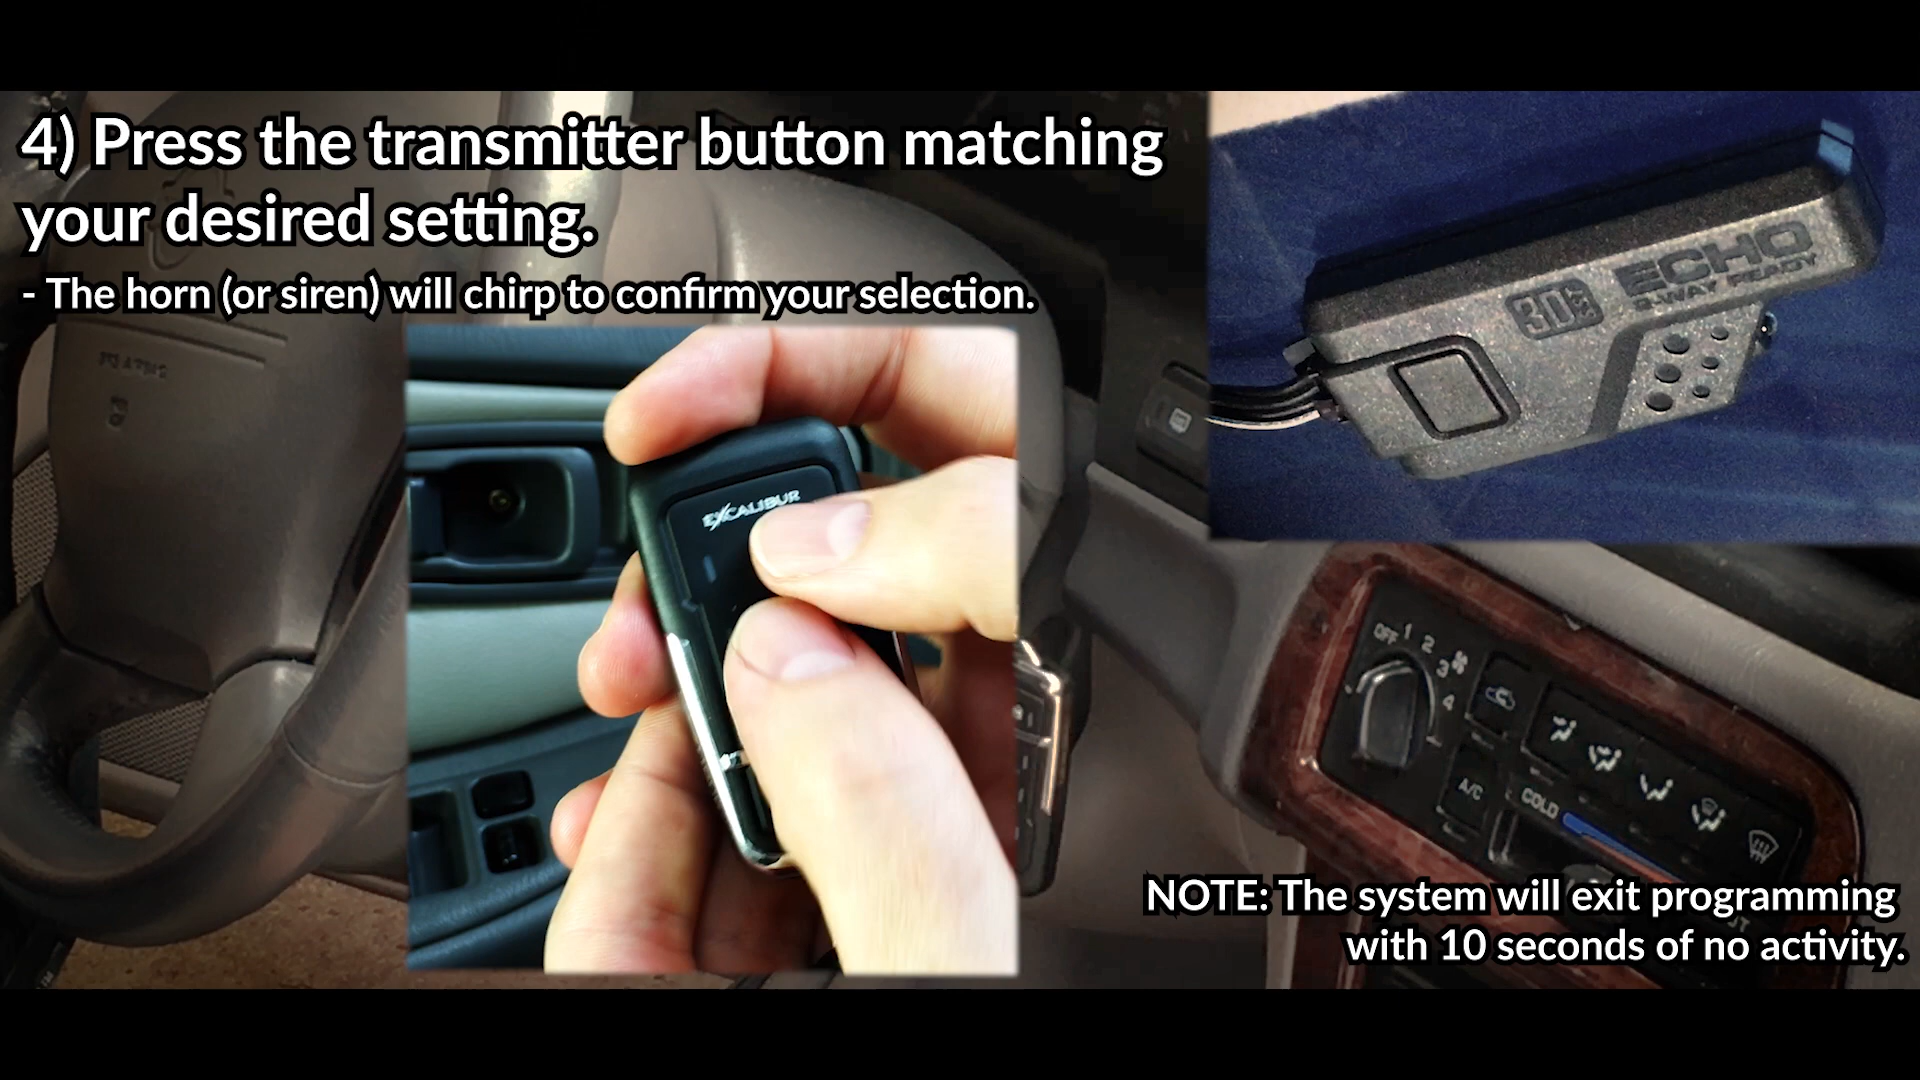 4) Press the transmitter button matching
your desired setting.
- The horn (or siren) will chirp to confirm your selection.
3D
ECHO
2-WAY READY
EXCALIBUR
OFF 1 2 3 4
A/C
COLD
NOTE: The system will exit programming
with 10 seconds of no activity.